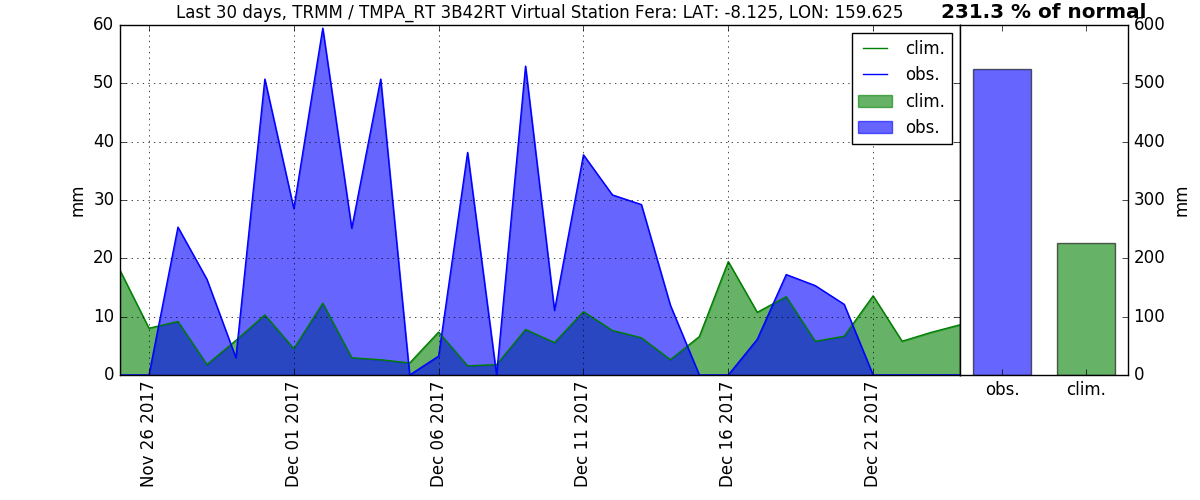 Last 30 days, TRMM / TMPA_RT 3B42RT Virtual Station Fera: LAT: -8.125, LON: 159.625
231.3 % of normal
60
50
40
30
20
10
0
mm
clim.
obs.
clim.
obs.
600
500
400
300
200
100
0
mm
Nov 26 2017
Dec 01 2017
Dec 06 2017
Dec 11 2017
Dec 16 2017
Dec 21 2017
obs.
clim.